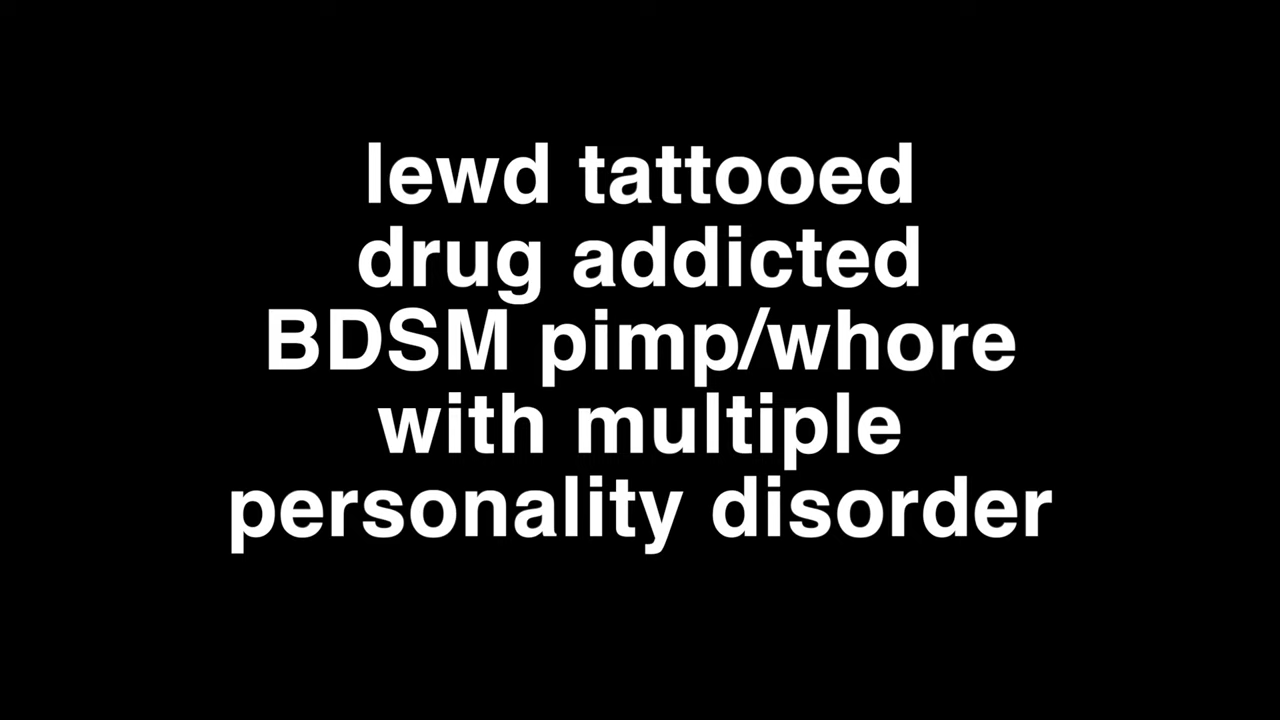 lewd tattooed
drug addicted
BDSM pimp/whore
with multiple
personality disorder